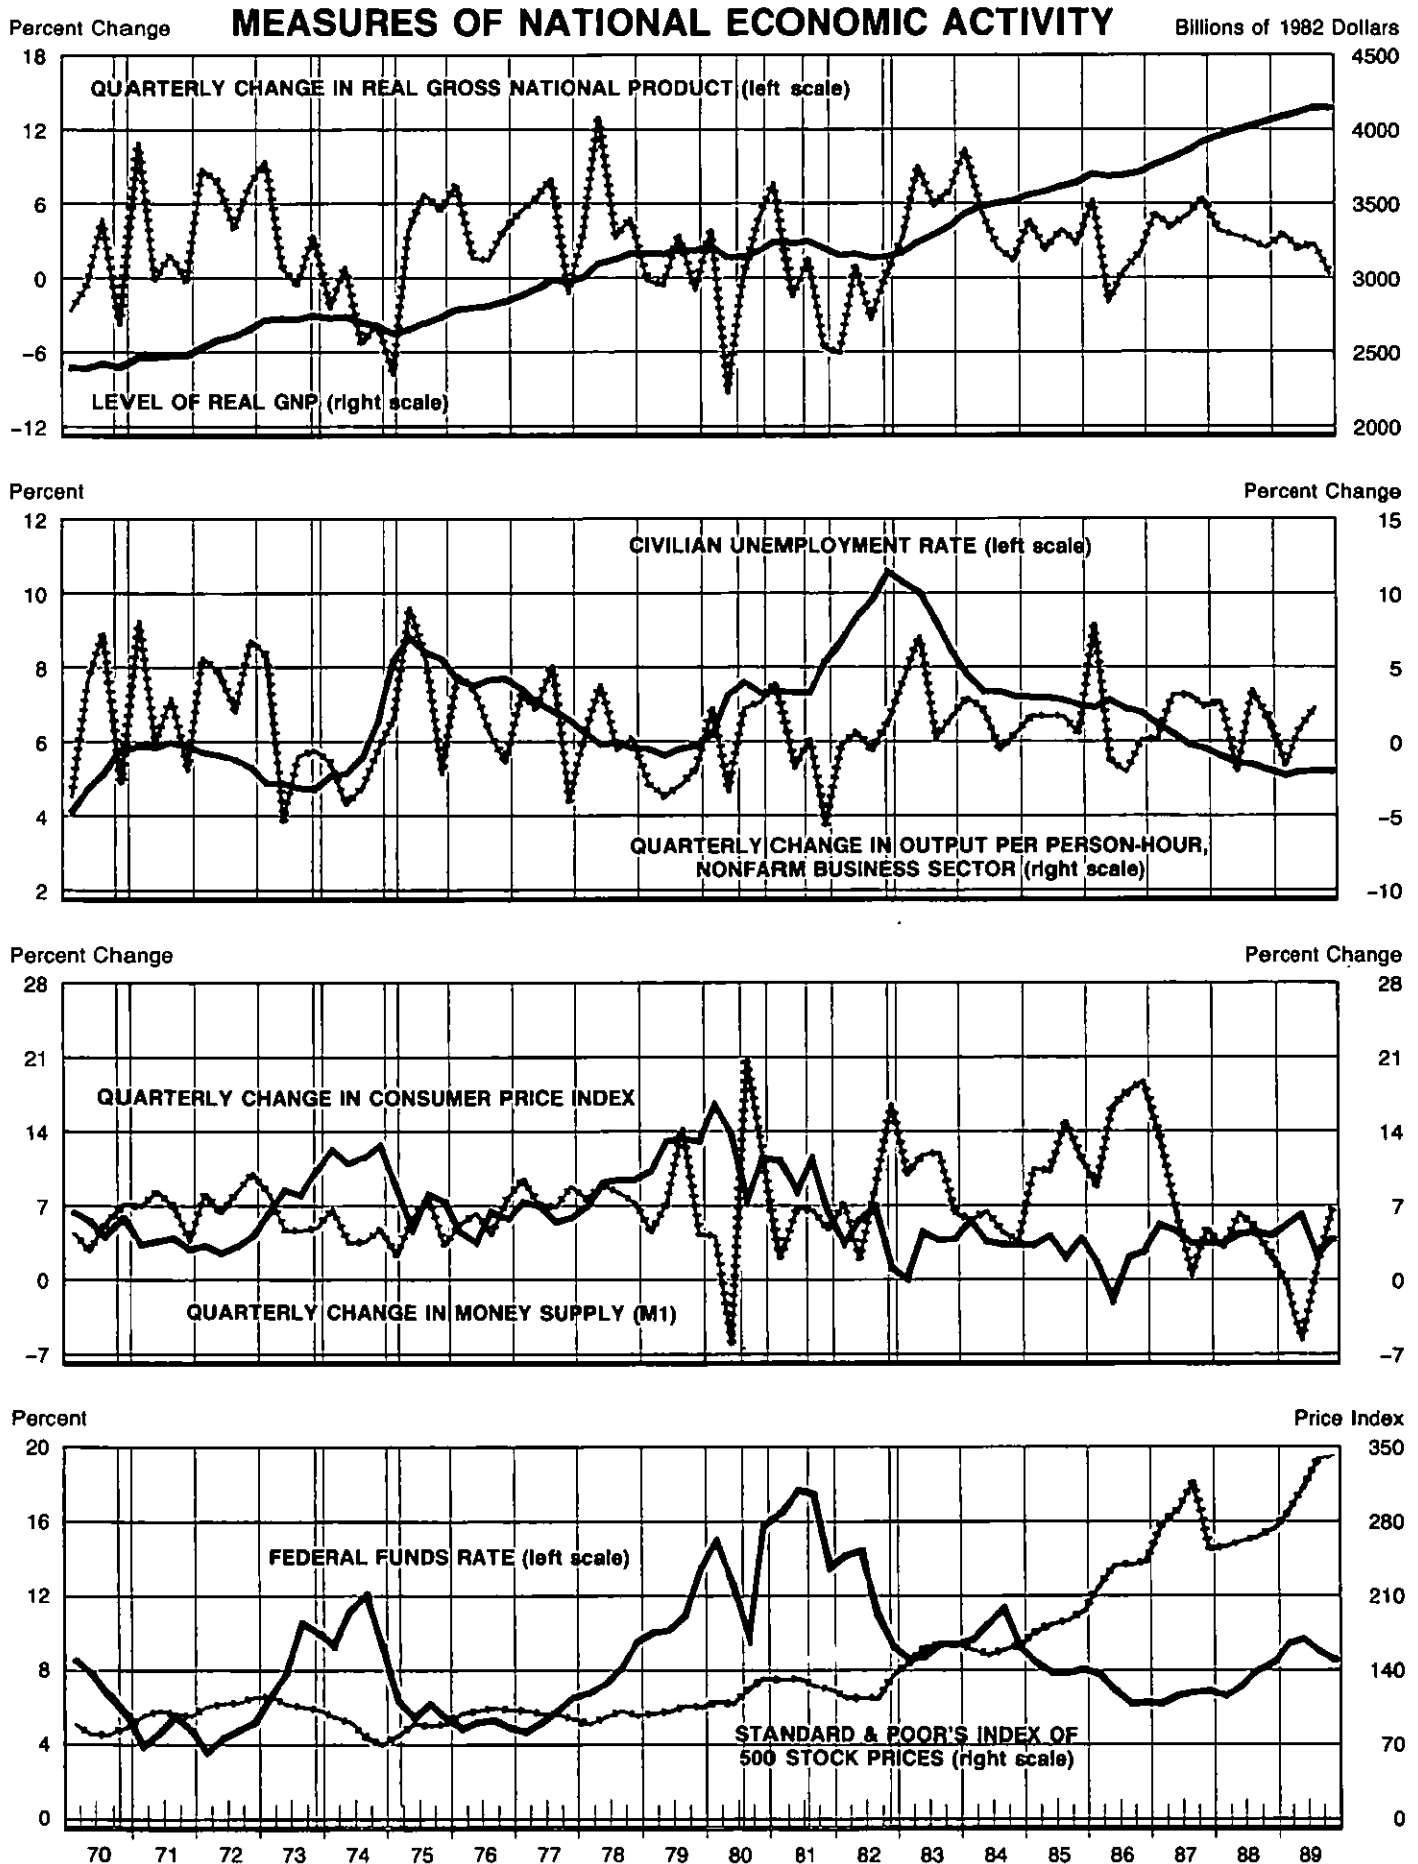 MEASURES OF NATIONAL ECONOMIC ACTIVITY
Percent Change
Billions of 1982 Dollars
18
4500
QUARTERLY CHANGE IN REAL GROSS NATIONAL PRODUCT (left scale)
12
4000
6
3500
0
3000
-6
2500
LEVEL OF REAL GNP (right scale)
-12
2000
Percent
Percent Change
12
15
CIVILIAN UNEMPLOYMENT RATE (left scale)
10
10
8
5
6
0
4
-5
QUARTERLY CHANGE IN OUTPUT PER PERSON-HOUR,
NONFARM BUSINESS SECTOR (right scale)
2
-10
Percent Change
Percent Change
28
28
21
21
QUARTERLY CHANGE IN CONSUMER PRICE INDEX
14
14
7
7
0
0
QUARTERLY CHANGE IN MONEY SUPPLY (M1)
-7
-7
Percent
Price Index
20
350
16
280
FEDERAL FUNDS RATE (left scale)
12
210
8
140
STANDARD & POOR'S INDEX OF
500 STOCK PRICES (right scale)
4
70
0
0
70 71 72 73 74 75 76 77 78 79 80 81 82 83 84 85 86 87 88 89